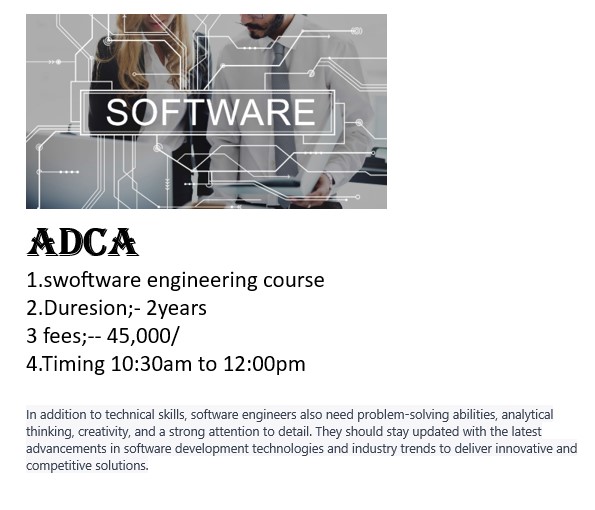 SOFTWARE
ADCA
1.swoftware engineering course
2.Duresion;- 2years
3 fees;-- 45,000/
4.Timing 10:30am to 12:00pm
In addition to technical skills, software engineers also need problem-solving abilities, analytical
thinking, creativity, and a strong attention to detail. They should stay updated with the latest
advancements in software development technologies and industry trends to deliver innovative and
competitive solutions.